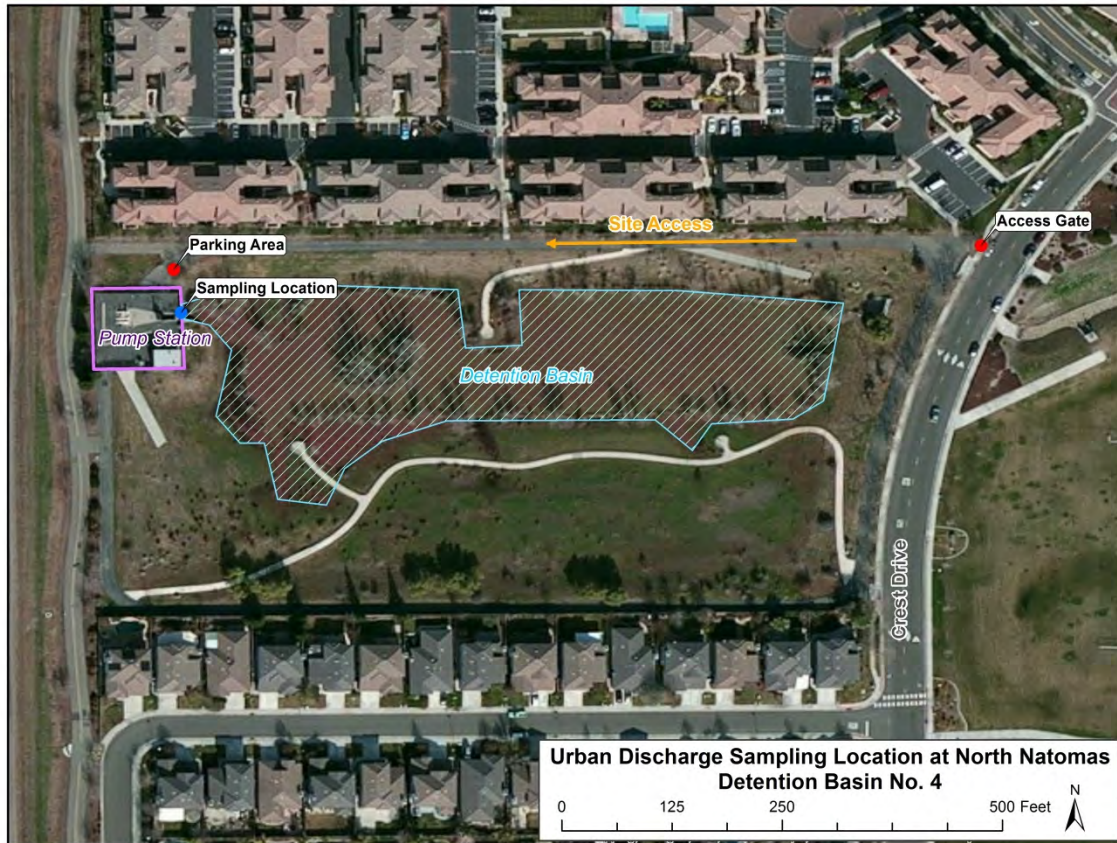 Site Access
Access Gate
Parking Area
Sampling Location
Pump Station
Detention Basin
Crest Drive
Urban Discharge Sampling Location at North Natomas
Detention Basin No. 4
0 125 250 500 Feet
N